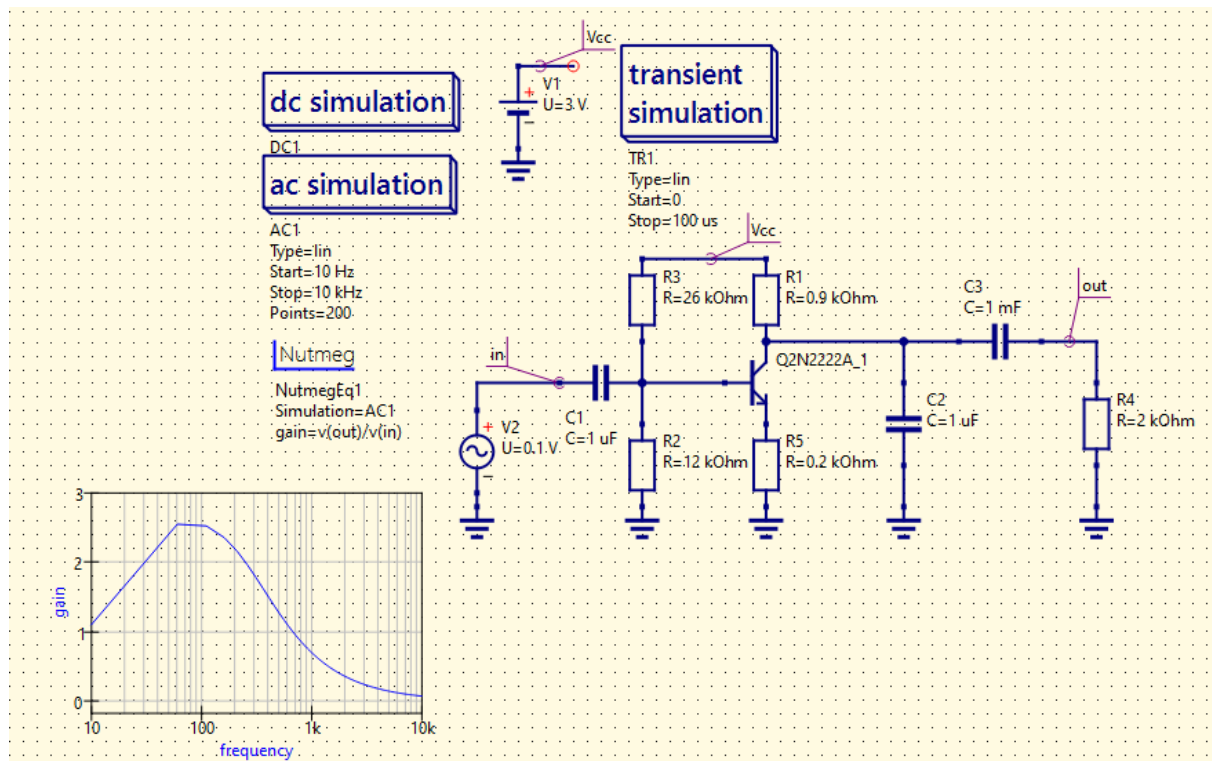 dc simulation
DC1
ac simulation
AC1
Type=lin
Start=10 Hz
Stop=10 kHz
Points=200
Nutmeg
NutmegEq1
Simulation=AC1
gain=v(out)/v(in)
Vcc
+
V1
U=3 V
−
transient
simulation
TR1
Type=lin
Start=0
Stop=100 us
Vcc
R3
R=26 kOhm
R1
R=0.9 kOhm
C3
C=1 mF
out
in
Q2N2222A_1
C1
C=1 uF
+
V2
U=0.1 V
−
R2
R=12 kOhm
R5
R=0.2 kOhm
C2
C=1 uF
R4
R=2 kOhm
3
2
1
0
gain
10
100
1k
10k
frequency